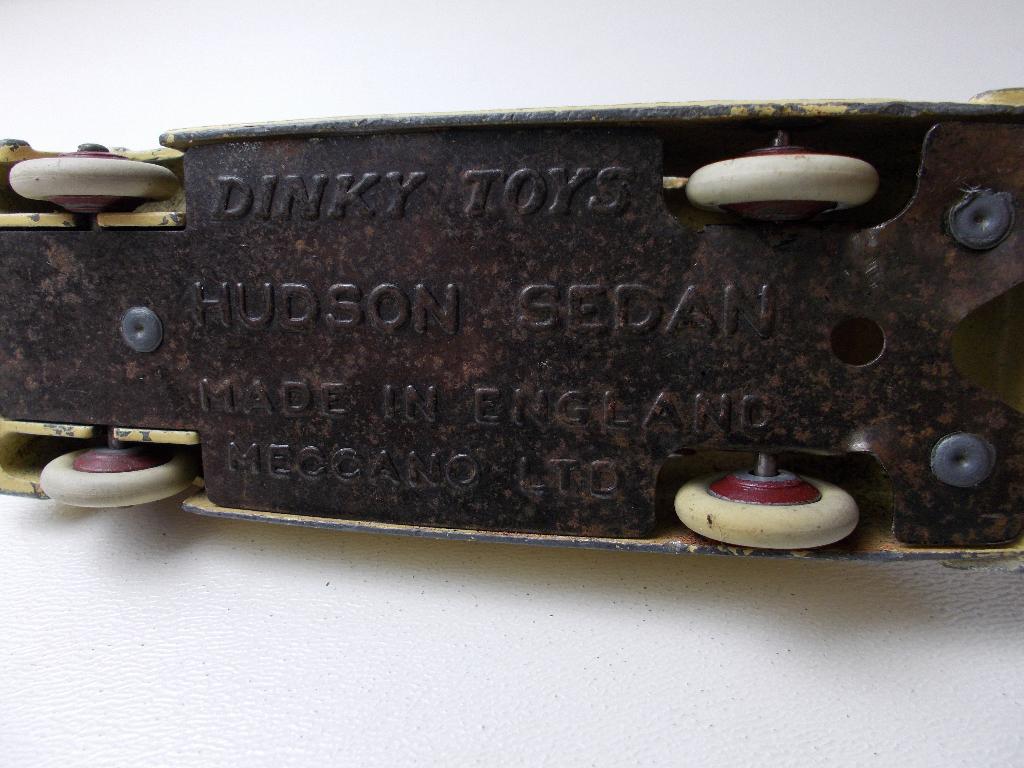 DINKY TOYS
HUDSON SEDAN
MADE IN ENGLAND
MECCANO LTD